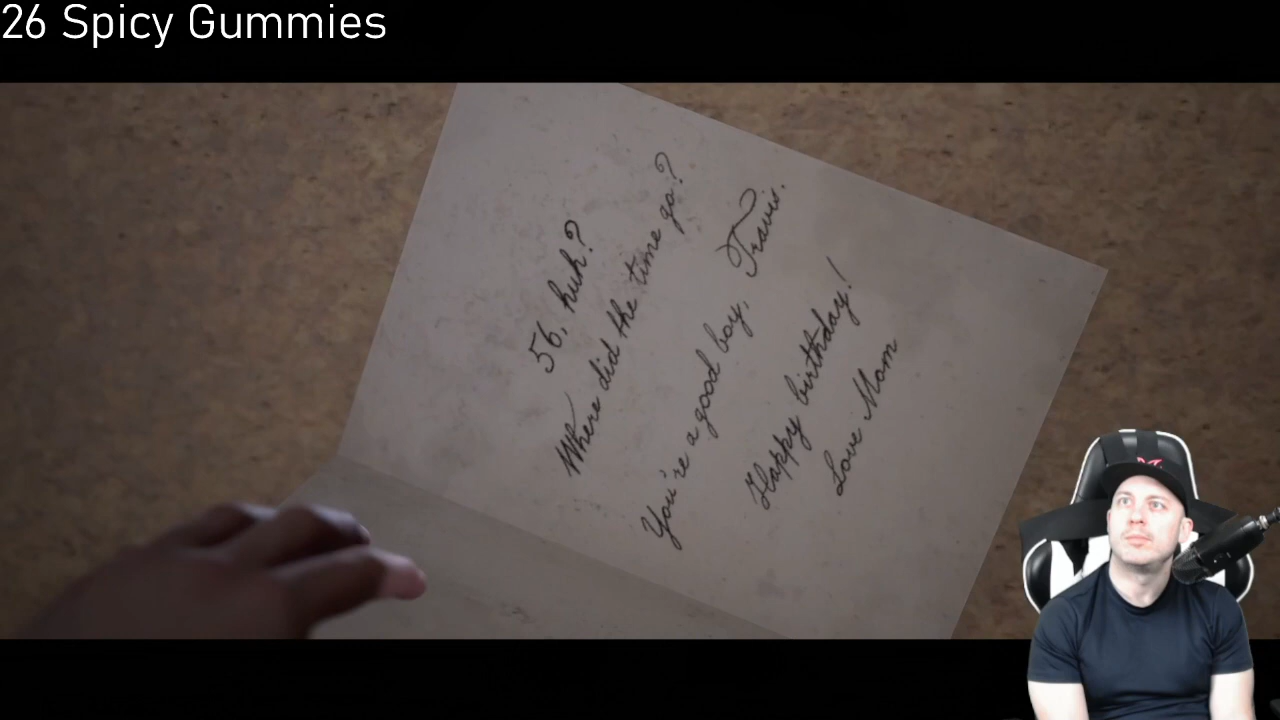 26 Spicy Gummies
56, huh?
Where did the time go?
You're a good boy, Travis.
Happy birthday!
Love Mom